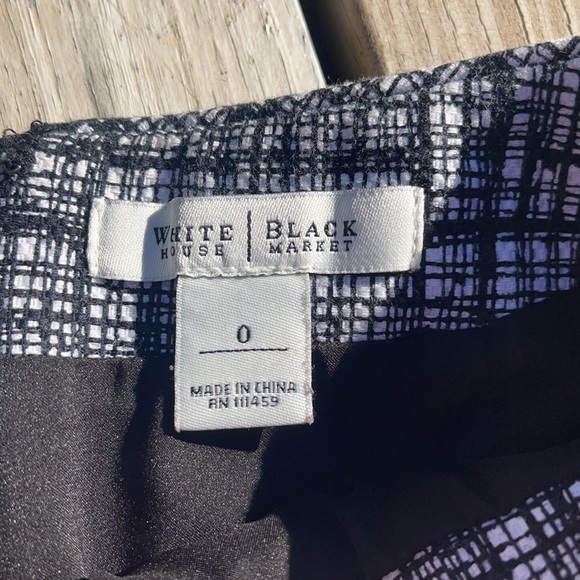 WHITE | BLACK
HOUSE | MARKET
0
MADE IN CHINA
RN 111459